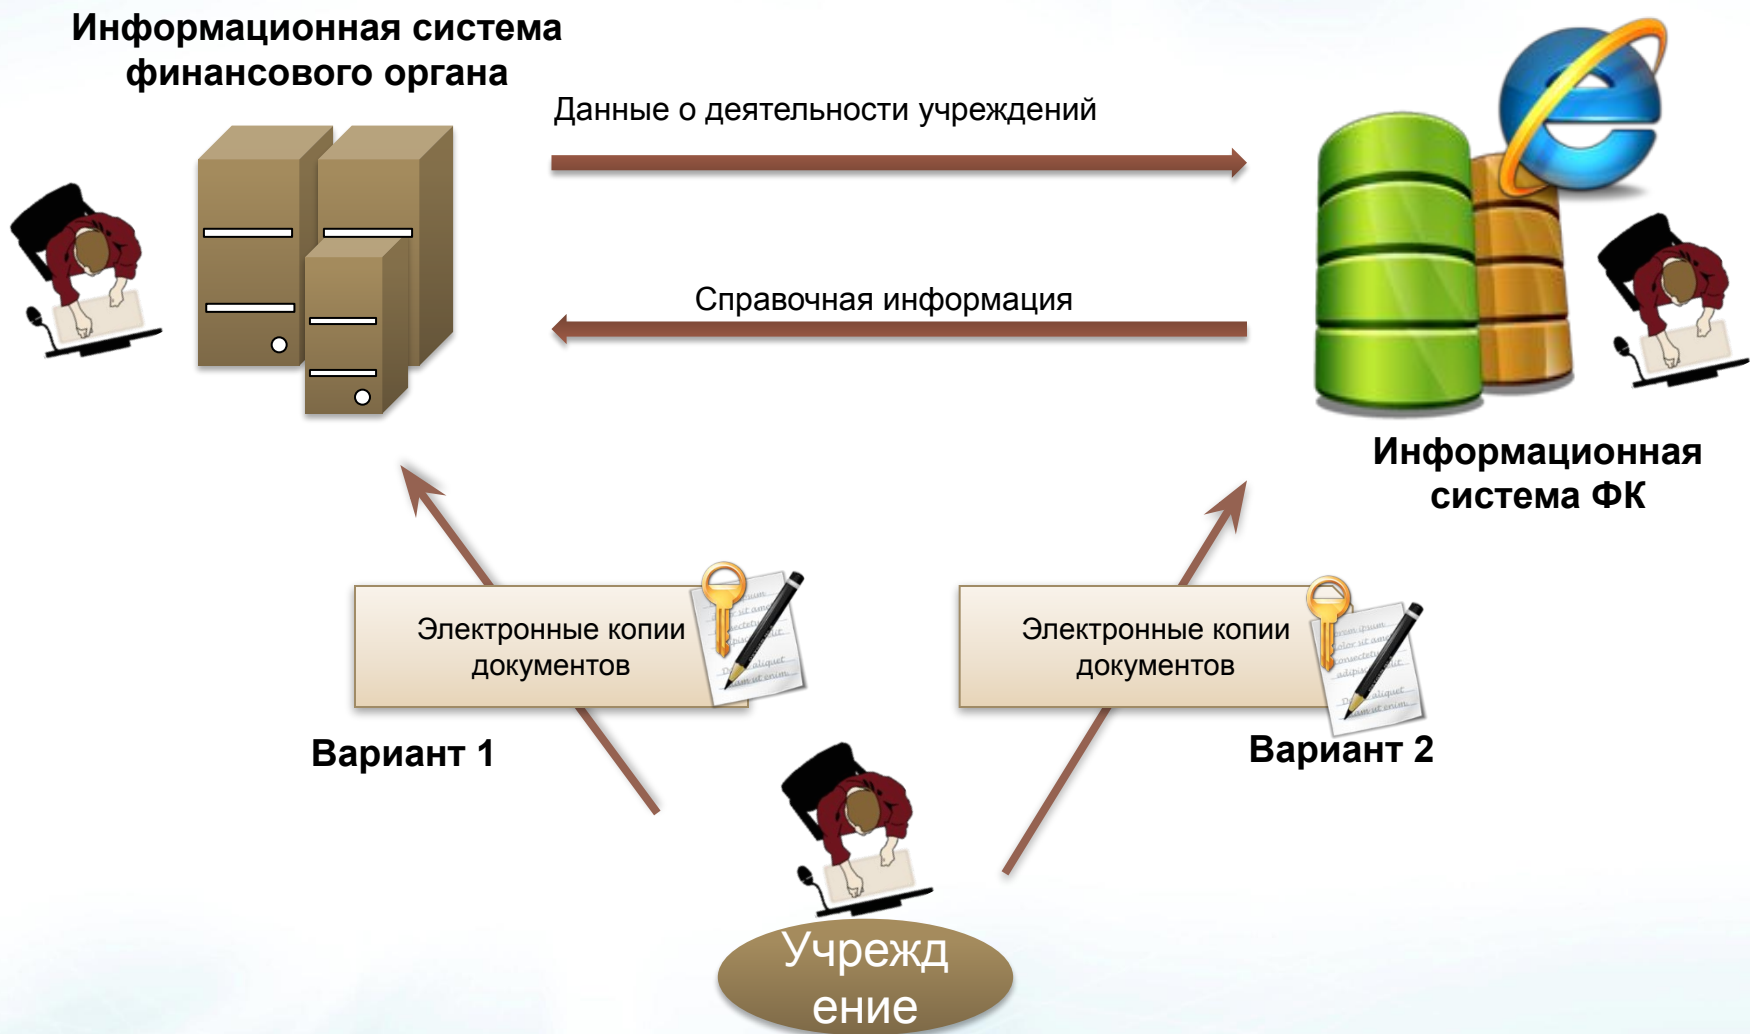 Информационная система
финансового органа
Данные о деятельности учреждений
Справочная информация
Информационная
система ФК
Электронные копии
документов
Вариант 1
Электронные копии
документов
Вариант 2
Учрежд
ение